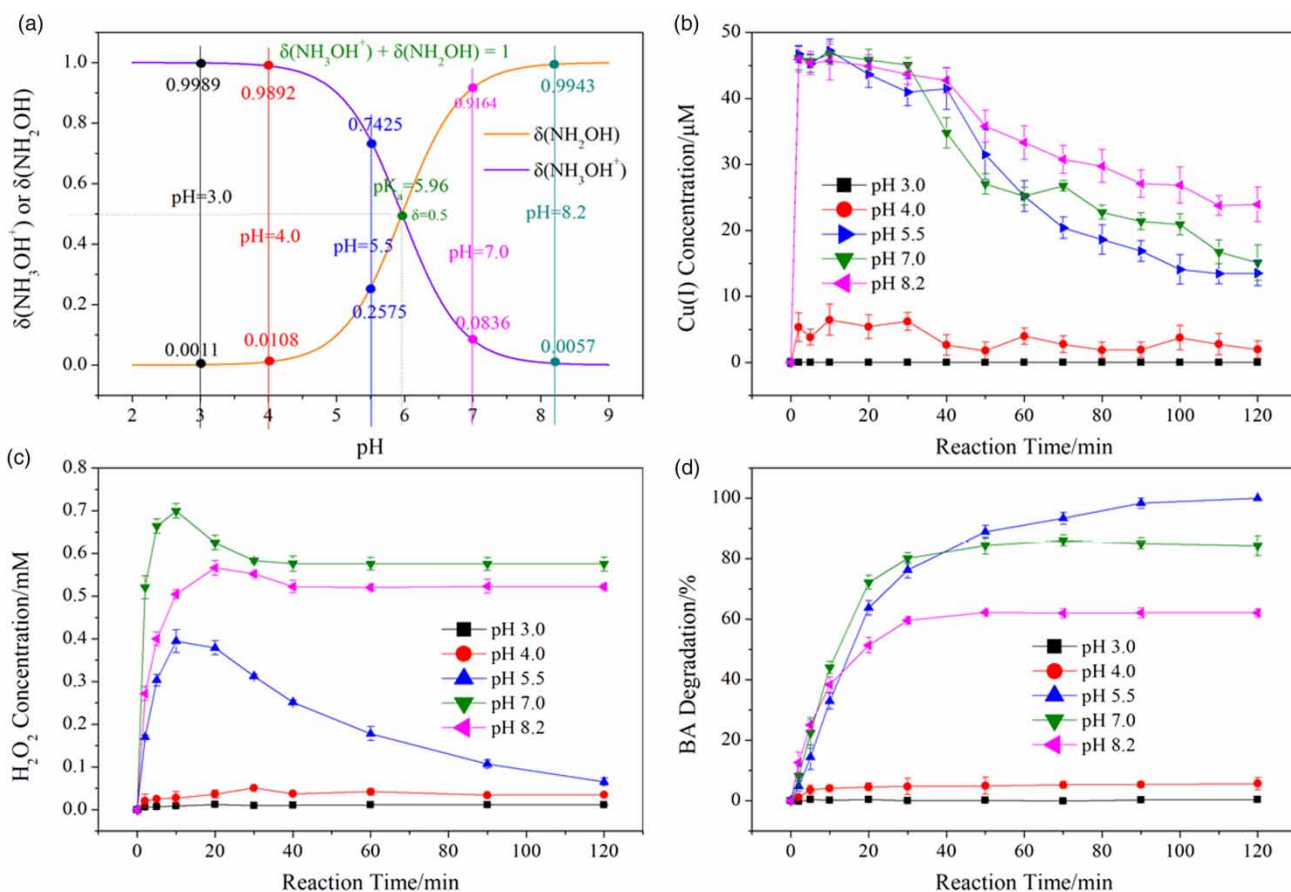 (a)
δ(NH₃OH⁺) or δ(NH₂OH)
1.0
0.8
0.6
0.4
0.2
0.0
δ(NH₃OH⁺) + δ(NH₂OH) = 1
0.9989
0.9892
0.7425
0.9164
0.9943
δ(NH₂OH)
δ(NH₃OH⁺)
pKₐ=5.96
δ=0.5
pH=3.0
pH=4.0
pH=5.5
pH=7.0
pH=8.2
0.2575
0.0011
0.0108
0.0836
0.0057
2 3 4 5 6 7 8 9
pH
(b)
Cu(I) Concentration/μM
50
40
30
20
10
0
pH 3.0
pH 4.0
pH 5.5
pH 7.0
pH 8.2
0 20 40 60 80 100 120
Reaction Time/min
(c)
H₂O₂ Concentration/mM
0.8
0.7
0.6
0.5
0.4
0.3
0.2
0.1
0.0
pH 3.0
pH 4.0
pH 5.5
pH 7.0
pH 8.2
0 20 40 60 80 100 120
Reaction Time/min
(d)
BA Degradation/%
100
80
60
40
20
0
pH 3.0
pH 4.0
pH 5.5
pH 7.0
pH 8.2
0 20 40 60 80 100 120
Reaction Time/min